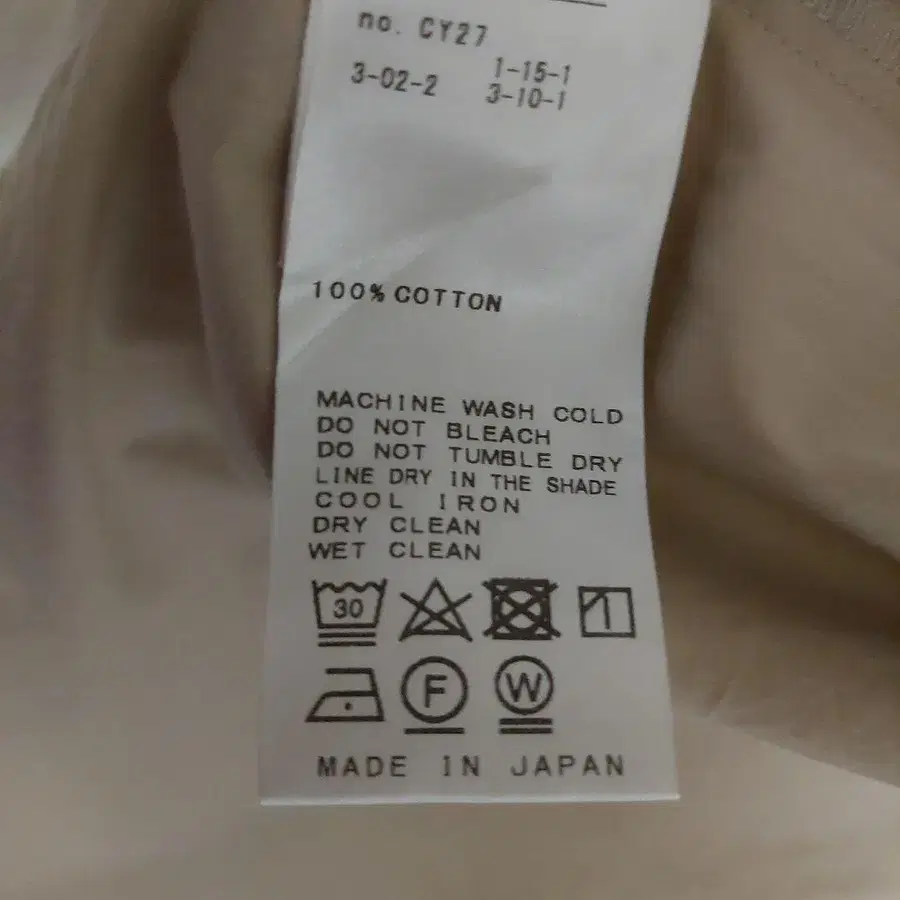 no. CY27
3-02-2 1-15-1
3-10-1
100% COTTON
MACHINE WASH COLD
DO NOT BLEACH
DO NOT TUMBLE DRY
LINE DRY IN THE SHADE
COOL IRON
DRY CLEAN
WET CLEAN
30
F W
MADE IN JAPAN